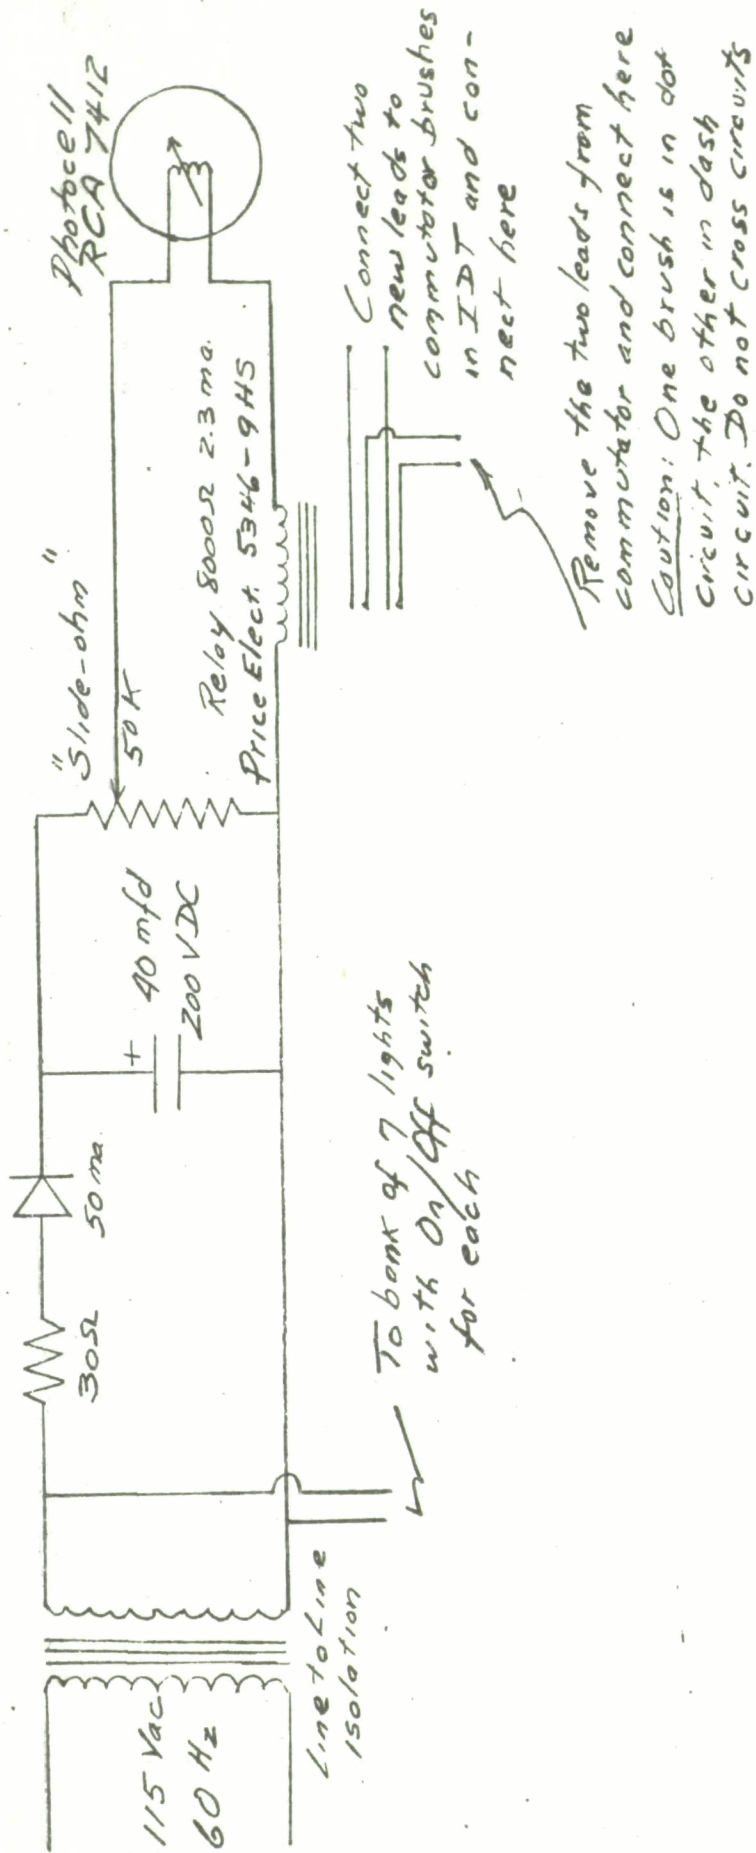 115 Vac
60 Hz
Line to Line
isolation
30Ω
50 ma.
+
40 mfd
200 VDC
To bank of 7 lights
with On/Off switch
for each
"Slide-ohm"
50K
Relay 8000Ω 2.3 ma.
Price Elect. 5346-9HS
Photocell
RCA 7412
Connect two
new leads to
commutator brushes
in IDT and con-
nect here
Remove the two leads from
commutator and connect here
Caution: One brush is in dot
circuit, the other in dash
circuit. Do not cross circuits